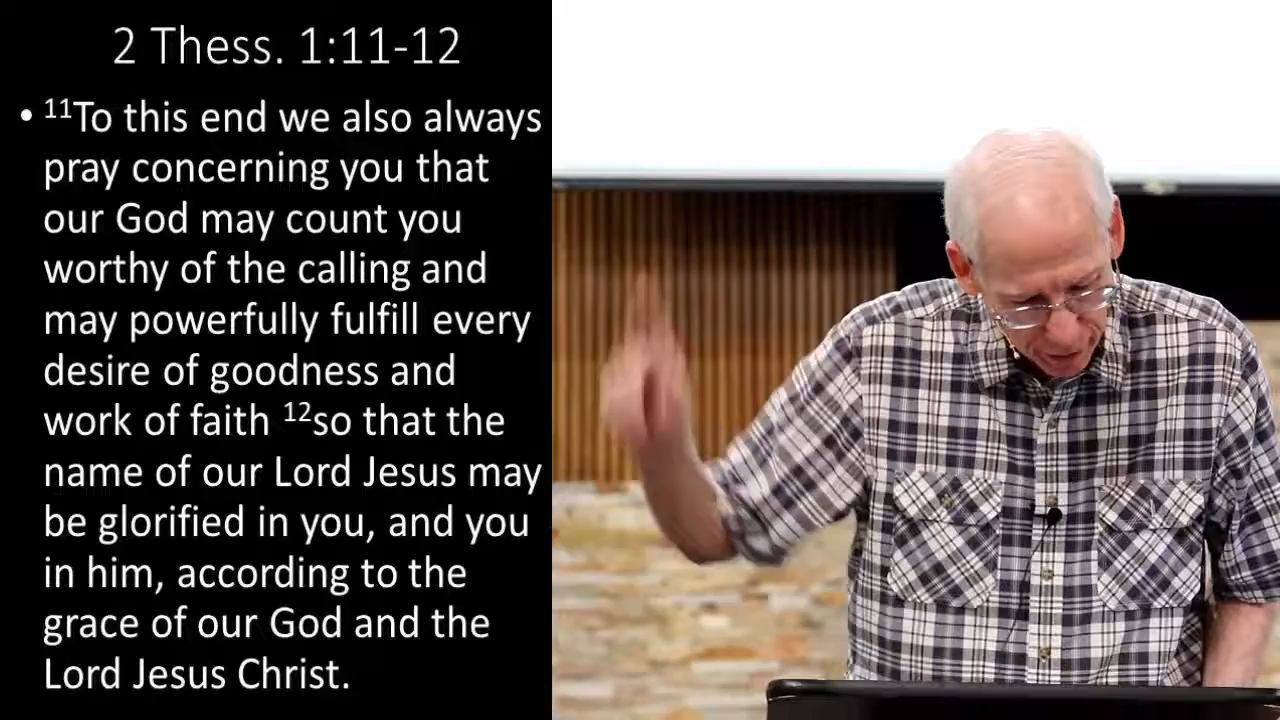 2 Thess. 1:11-12
• ¹¹To this end we also always
pray concerning you that
our God may count you
worthy of the calling and
may powerfully fulfill every
desire of goodness and
work of faith ¹²so that the
name of our Lord Jesus may
be glorified in you, and you
in him, according to the
grace of our God and the
Lord Jesus Christ.